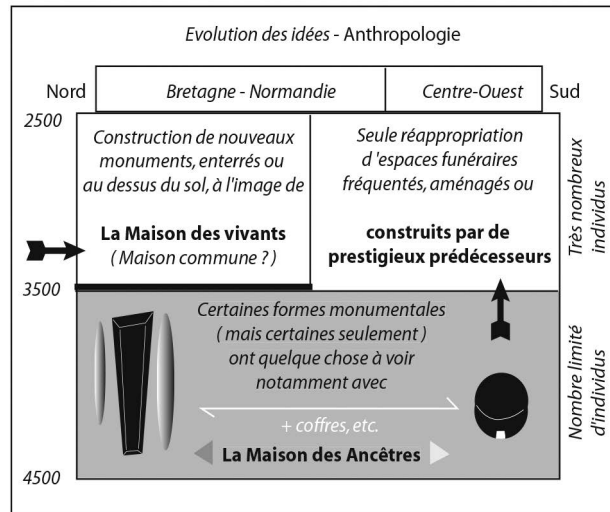 Evolution des idées - Anthropologie
Nord
Bretagne - Normandie
Centre-Ouest
Sud
2500
Construction de nouveaux
monuments, enterrés ou
au dessus du sol, à l'image de
La Maison des vivants
( Maison commune ? )
Seule réappropriation
d 'espaces funéraires
fréquentés, aménagés ou
construits par de
prestigieux prédécesseurs
Très nombreux
individus
3500
Certaines formes monumentales
( mais certaines seulement )
ont quelque chose à voir
notamment avec
+ coffres, etc.
La Maison des Ancêtres
Nombre limité
d'individus
4500